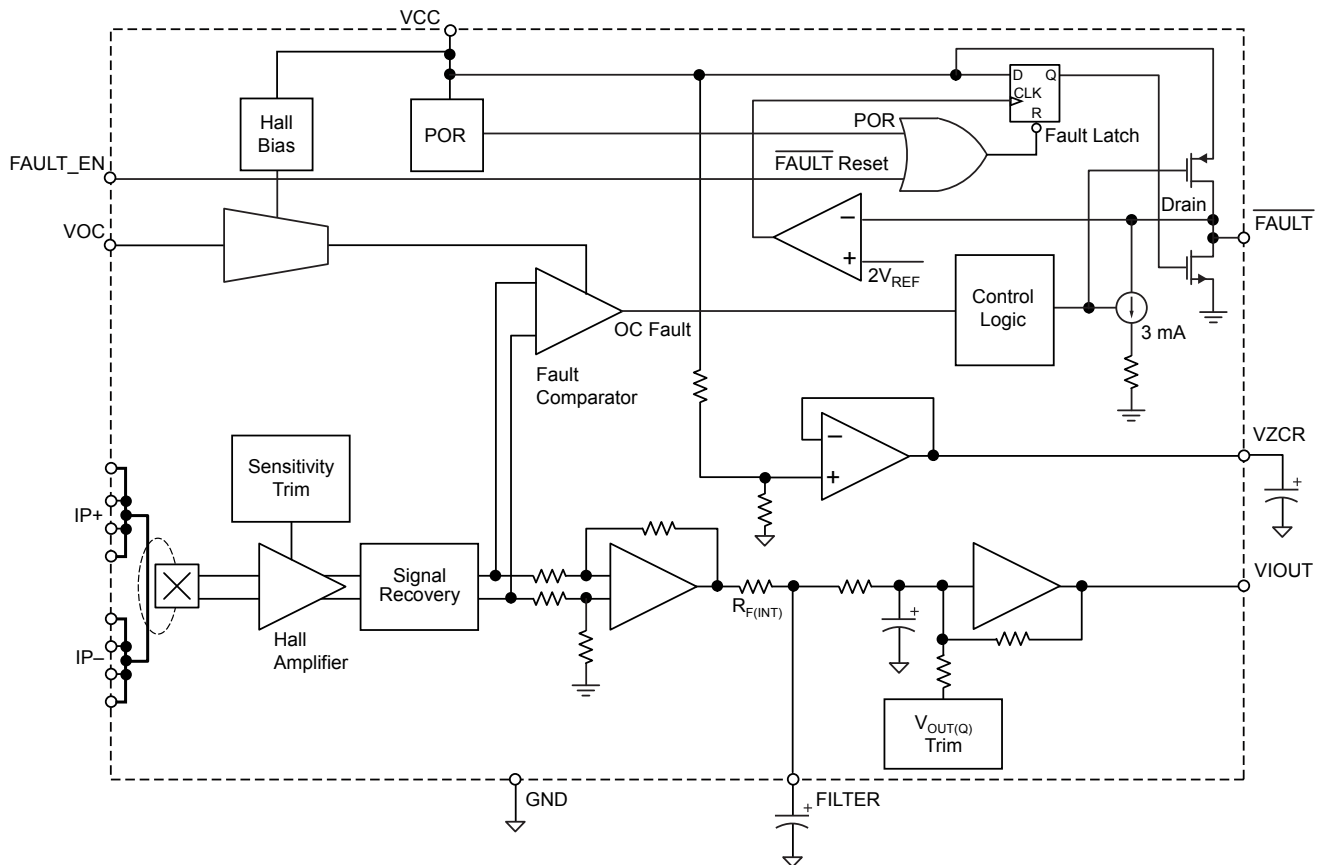 VCC
D Q
CLK
R
Hall
Bias
POR
POR
Fault Latch
FAULT_EN
FAULT Reset
Drain
FAULT
VOC
−
+
2V_REF
Control
Logic
OC Fault
3 mA
Fault
Comparator
VZCR
−
+
+
Sensitivity
Trim
IP+
Signal
Recovery
VIOUT
R_F(INT)
+
Hall
Amplifier
IP–
V_OUT(Q)
Trim
GND
FILTER
+